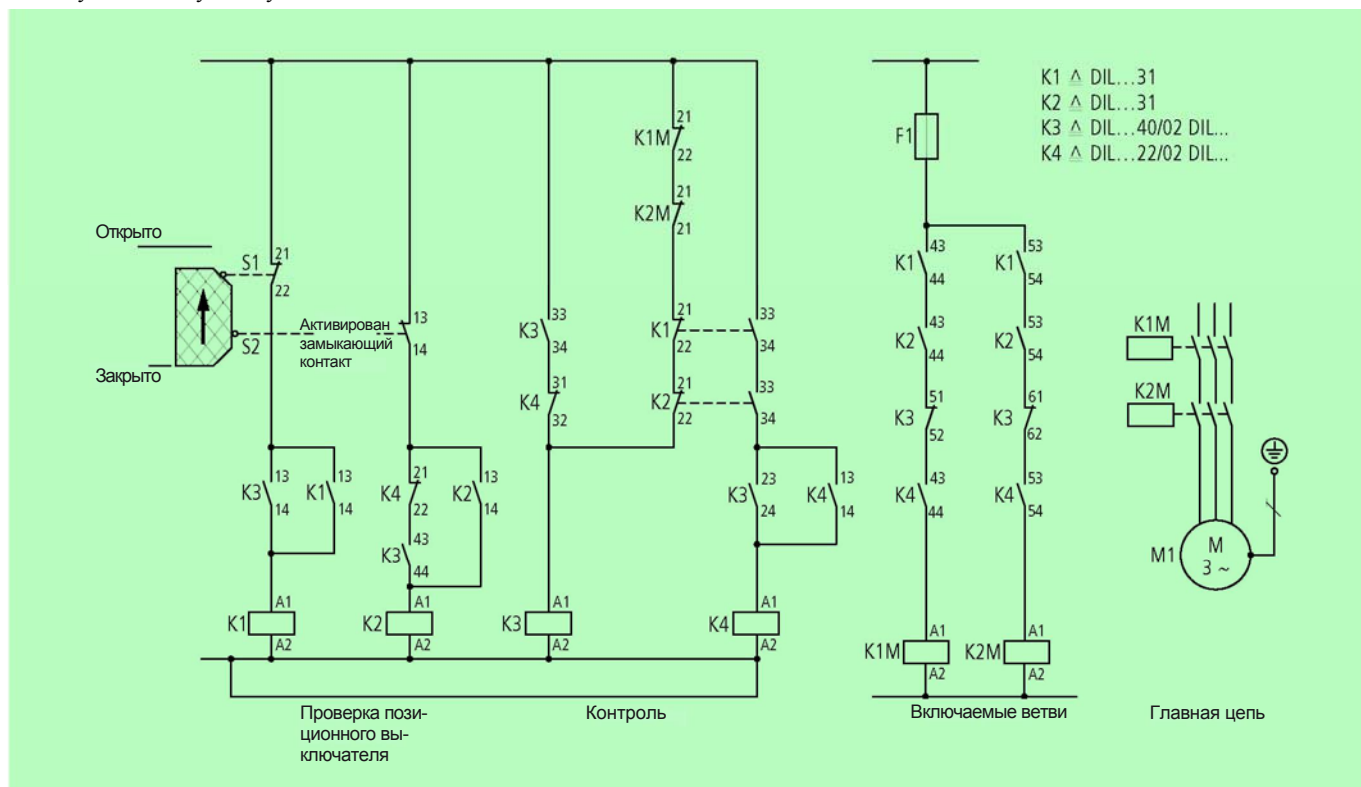 K1 ≙ DIL...31
K2 ≙ DIL...31
K3 ≙ DIL...40/02 DIL...
K4 ≙ DIL...22/02 DIL...
21
K1M
22
21
K2M
21
F1
Открыто
S1
21
22
S2
Активирован
замыкающий
контакт
13
14
Закрыто
K3
33
34
K4
31
32
K1
21
22
33
34
K2
21
22
33
34
K1
43
44
K1
53
54
K2
43
44
K2
53
54
K3
51
52
K3
61
62
K4
43
44
K4
53
54
K3
13
14
K1
13
14
K4
21
22
K2
13
14
K3
43
44
K3
23
24
K4
13
14
K1
A1
A2
K2
A1
A2
K3
A1
A2
K4
A1
A2
K1M
A1
A2
K2M
A1
A2
K1M
K2M
M1
M
3 ~
Проверка пози-
ционного вы-
ключателя
Контроль
Включаемые ветви
Главная цепь